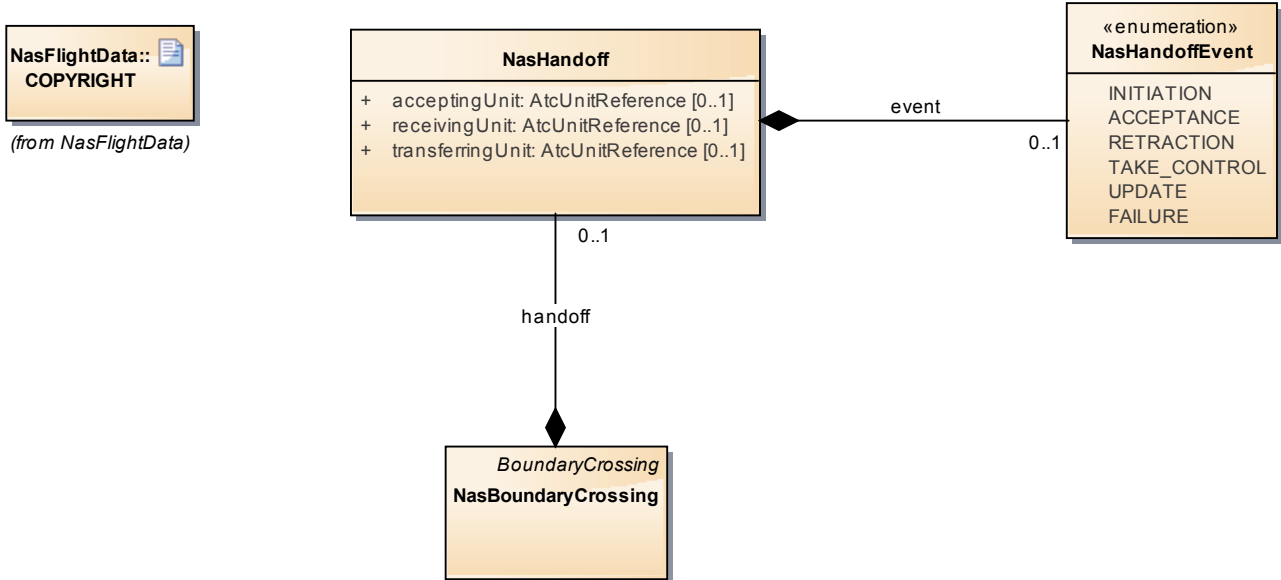 NasFlightData::
COPYRIGHT
(from NasFlightData)
NasHandoff
+ acceptingUnit: AtcUnitReference [0..1]
+ receivingUnit: AtcUnitReference [0..1]
+ transferringUnit: AtcUnitReference [0..1]
event
0..1
«enumeration»
NasHandoffEvent
INITIATION
ACCEPTANCE
RETRACTION
TAKE_CONTROL
UPDATE
FAILURE
0..1
handoff
BoundaryCrossing
NasBoundaryCrossing